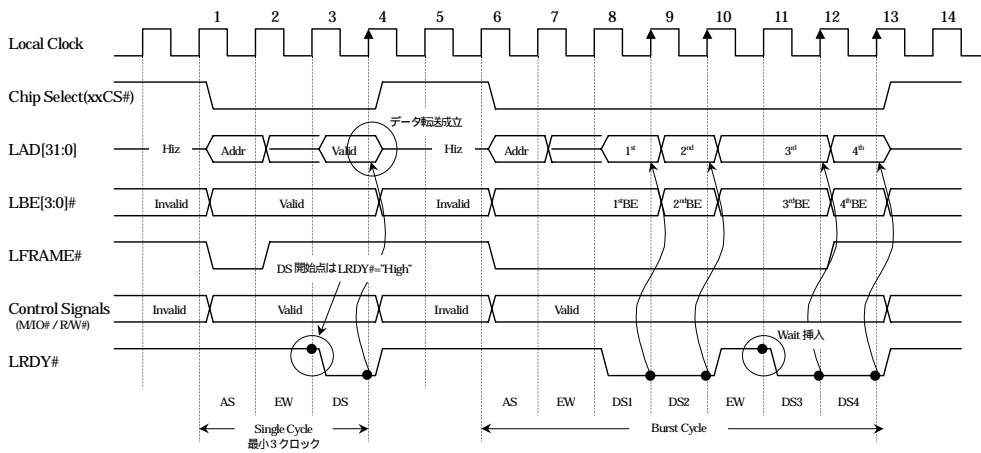 1 2 3 4 5 6 7 8 9 10 11 12 13 14
Local Clock
Chip Select(xxCS#)
データ転送成立
LAD[31:0] Hiz Addr Valid Hiz Addr 1st 2nd 3rd 4th
LBE[3:0]# Invalid Valid Invalid 1stBE 2ndBE 3rdBE 4thBE
LFRAME#
DS 開始点は LRDY#="High"
Control Signals Invalid Valid Invalid Valid
(M/IO# / R/W#)
Wait 挿入
LRDY#
AS EW DS AS EW DS1 DS2 EW DS3 DS4
Single Cycle Burst Cycle
最小 3 クロック